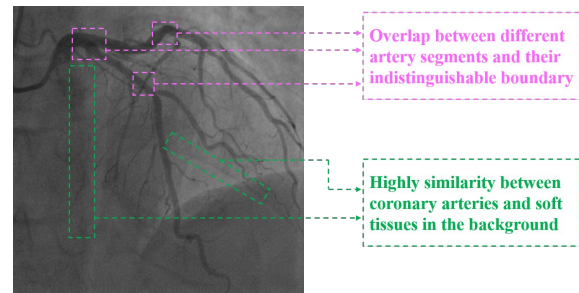 Overlap between different
artery segments and their
indistinguishable boundary
Highly similarity between
coronary arteries and soft
tissues in the background